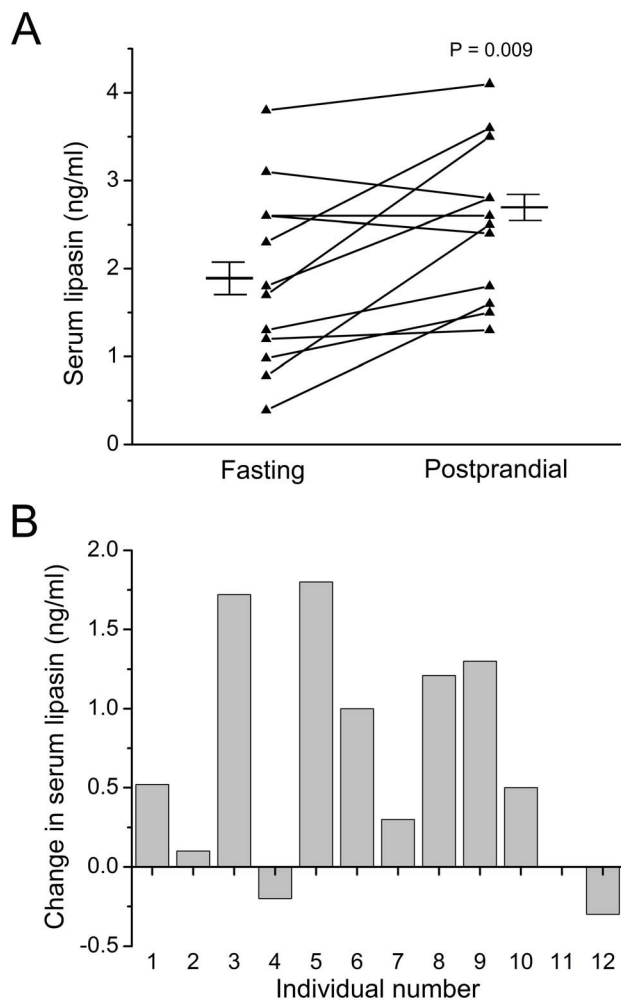 A
P = 0.009
Serum lipasin (ng/ml)
4
3
2
1
0
Fasting Postprandial
B
Change in serum lipasin (ng/ml)
2.0
1.5
1.0
0.5
0.0
-0.5
1 2 3 4 5 6 7 8 9 10 11 12
Individual number